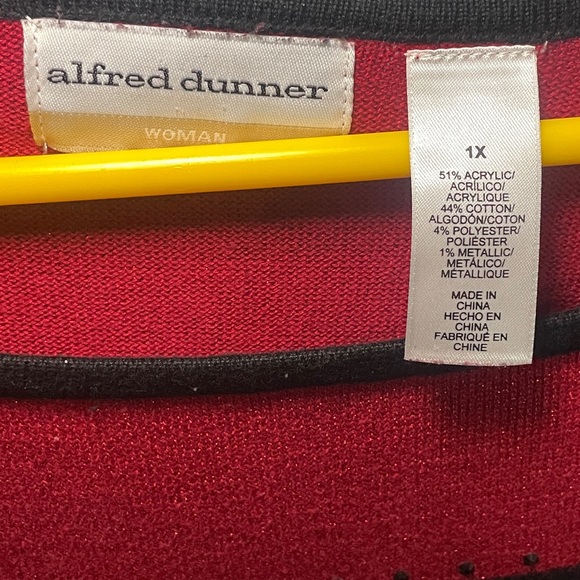 alfred dunner
WOMAN
1X
51% ACRYLIC/
ACRÍLICO/
ACRYLIQUE
44% COTTON/
ALGODÓN/COTON
4% POLYESTER/
POLIÉSTER
1% METALLIC/
METÁLICO/
MÉTALLIQUE
MADE IN
CHINA
HECHO EN
CHINA
FABRIQUÉ EN
CHINE